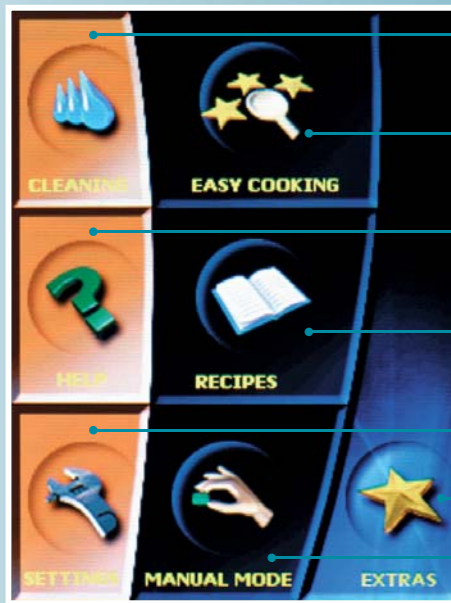 CLEANING
EASY COOKING
HELP
RECIPES
SETTINGS
MANUAL MODE
EXTRAS